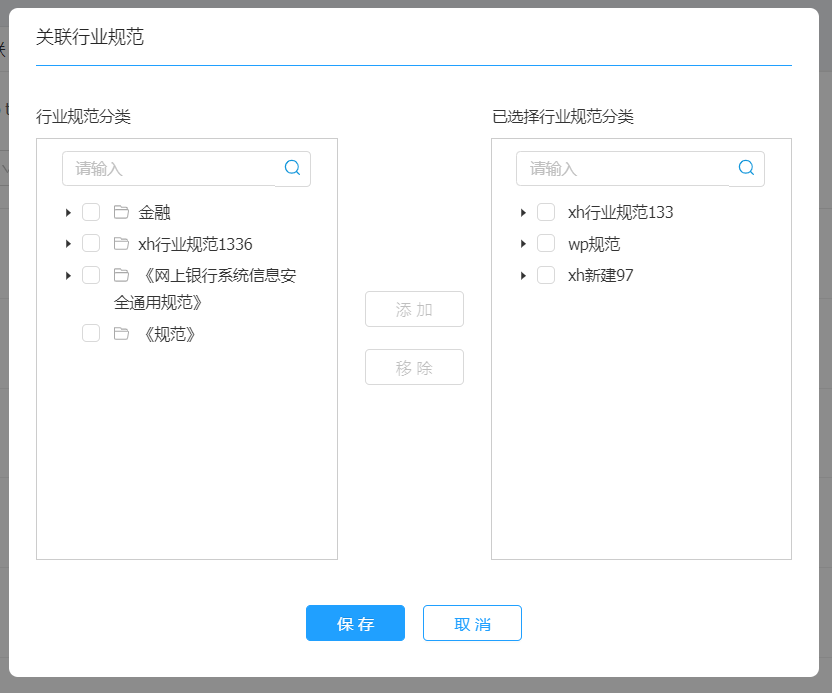 关联行业规范
行业规范分类
请输入
金融
xh行业规范1336
《网上银行系统信息安
全通用规范》
《规范》
添 加
移 除
已选择行业规范分类
请输入
xh行业规范133
wp规范
xh新建97
保 存
取 消